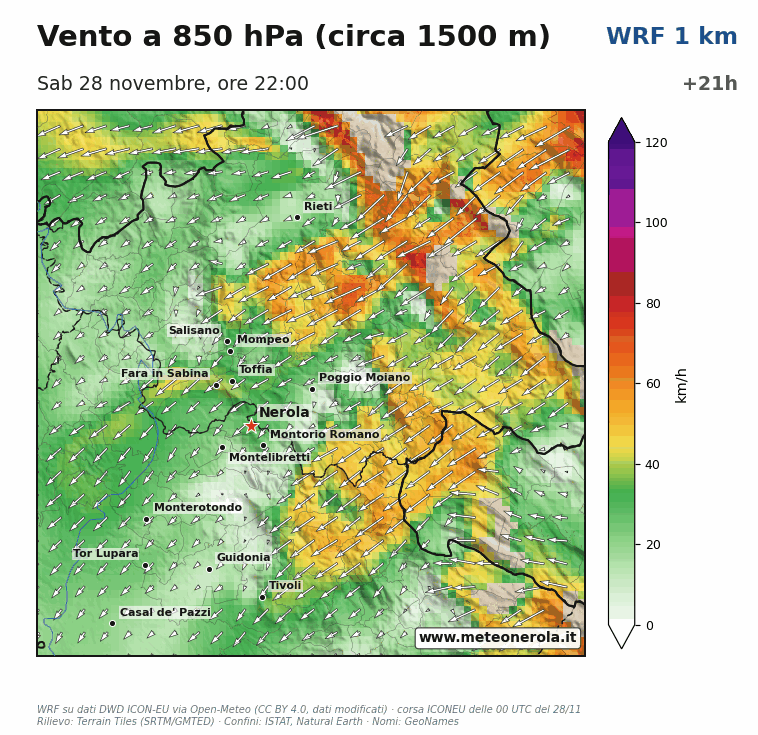 Vento a 850 hPa (circa 1500 m)
WRF 1 km
Sab 28 novembre, ore 22:00
+21h
120
100
80
60
40
20
0
km/h
Rieti
Salisano
Mompeo
Fara in Sabina
Toffia
Poggio Moiano
Nerola
Montorio Romano
Montelibretti
Monterotondo
Tor Lupara
Guidonia
Tivoli
Casal de' Pazzi
www.meteonerola.it
WRF su dati DWD ICON-EU via Open-Meteo (CC BY 4.0, dati modificati) · corsa ICONEU delle 00 UTC del 28/11
Rilievo: Terrain Tiles (SRTM/GMTED) · Confini: ISTAT, Natural Earth · Nomi: GeoNames